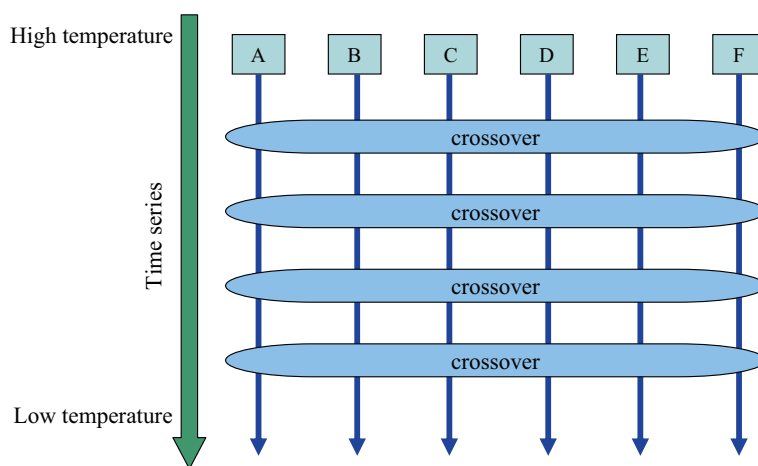 High temperature
A B C D E F
crossover
crossover
Time series
crossover
crossover
Low temperature